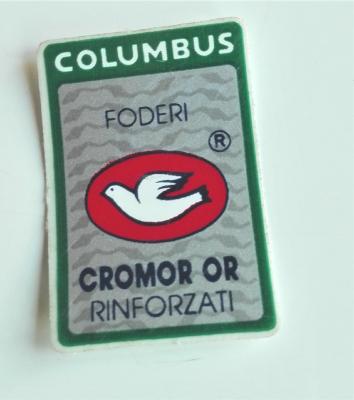 COLUMBUS
FODERI
®
CROMOR OR
RINFORZATI